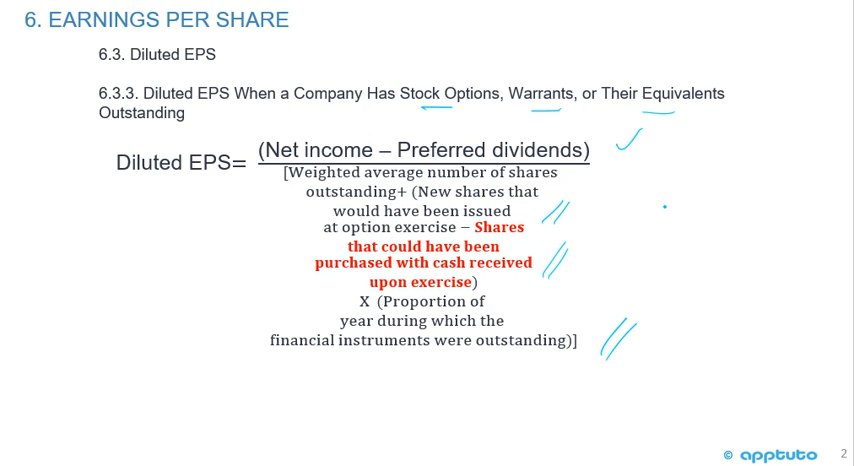 6. EARNINGS PER SHARE
6.3. Diluted EPS
6.3.3. Diluted EPS When a Company Has Stock Options, Warrants, or Their Equivalents
Outstanding
Diluted EPS= (Net income – Preferred dividends)
[Weighted average number of shares
outstanding+ (New shares that
would have been issued
at option exercise − Shares
that could have been
purchased with cash received
upon exercise)
X (Proportion of
year during which the
financial instruments were outstanding)]
© apptuto 2